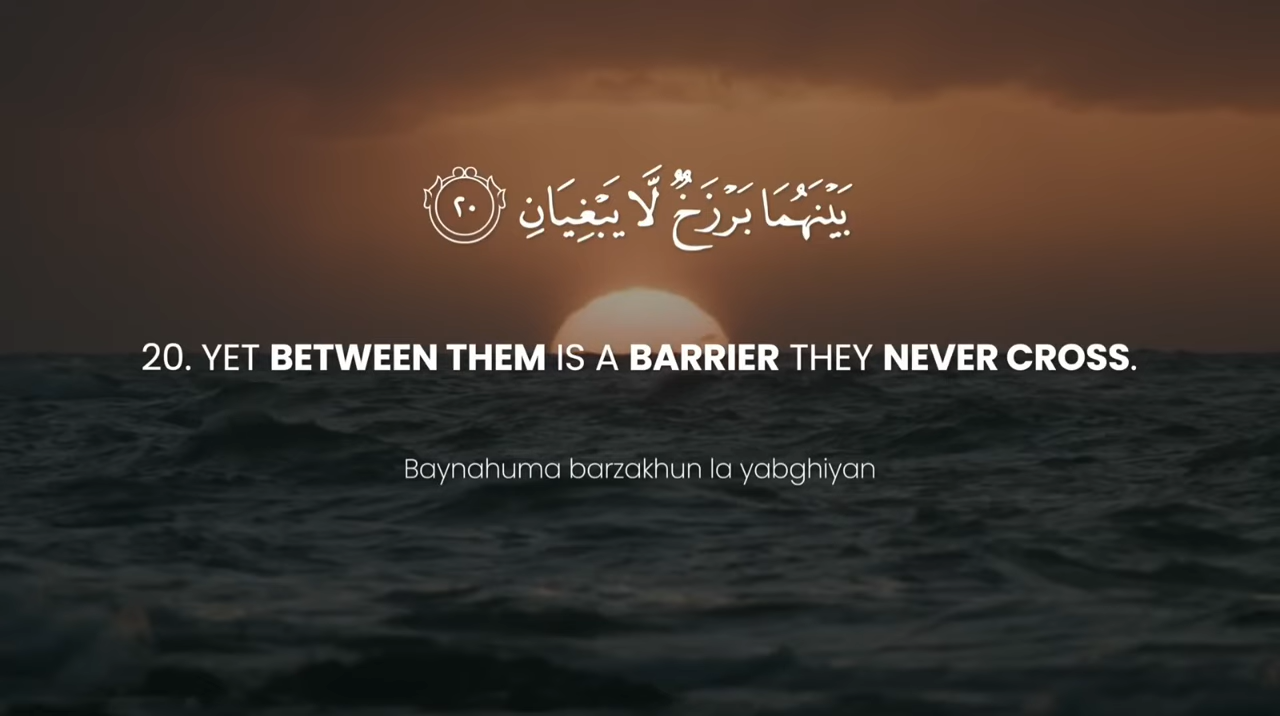 بَيْنَهُمَا بَرْزَخٌ لَّا يَبْغِيَانِ ٢٠
20. YET BETWEEN THEM IS A BARRIER THEY NEVER CROSS.
Baynahuma barzakhun la yabghiyan